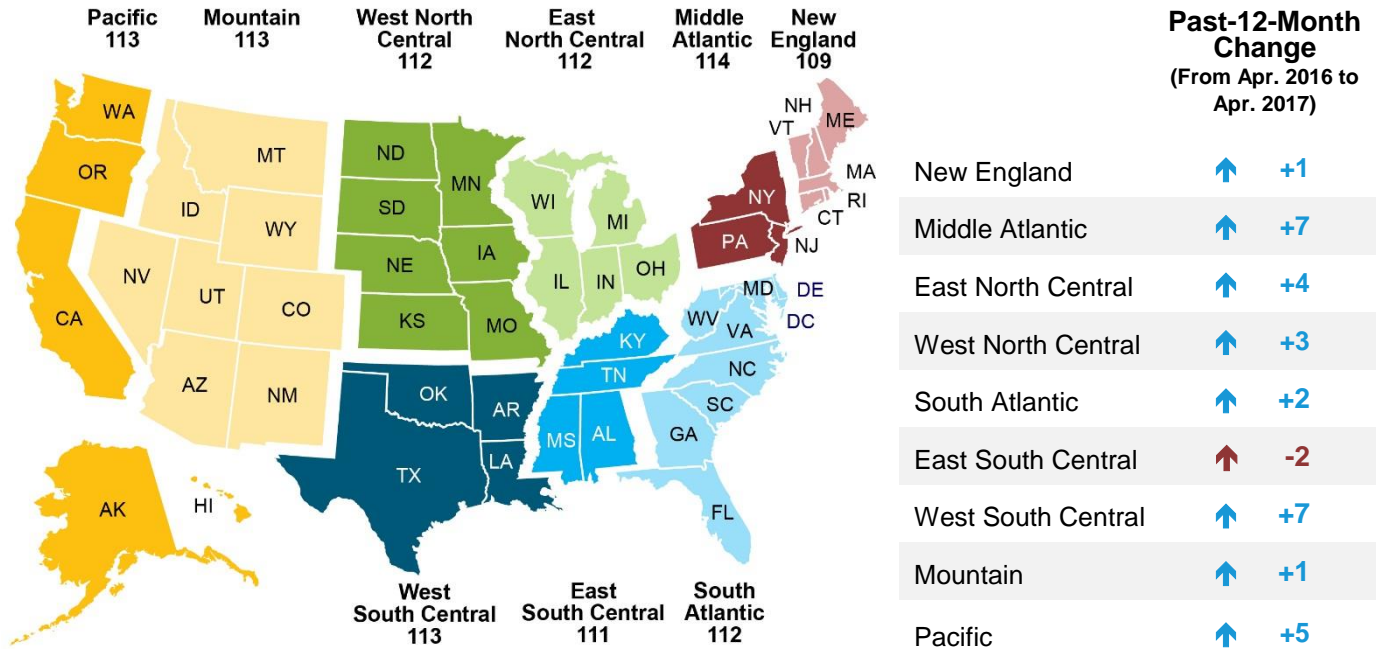 Pacific
113
Mountain
113
West North
Central
112
East
North Central
112
Middle
Atlantic
114
New
England
109
WA
OR
CA
AK
HI
MT
ID
WY
NV
UT
CO
AZ
NM
ND
SD
NE
KS
MN
IA
MO
WI
MI
IL
IN
OH
NY
PA
NJ
NH
VT
ME
MA
RI
CT
MD
DE
DC
WV
VA
NC
SC
GA
FL
KY
TN
MS
AL
OK
AR
TX
LA
West
South Central
113
East
South Central
111
South
Atlantic
112
Past-12-Month
Change
(From Apr. 2016 to
Apr. 2017)
New England +1
Middle Atlantic +7
East North Central +4
West North Central +3
South Atlantic +2
East South Central -2
West South Central +7
Mountain +1
Pacific +5